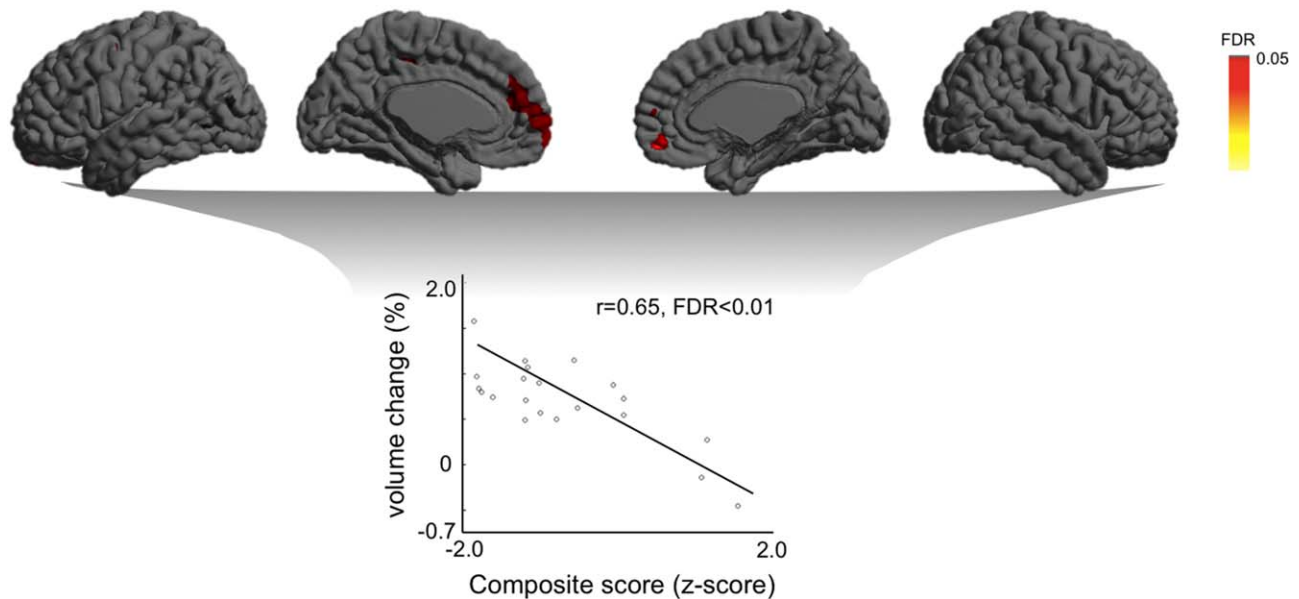 FDR
0.05
2.0
r=0.65, FDR<0.01
volume change (%)
0
-0.7
-2.0
2.0
Composite score (z-score)